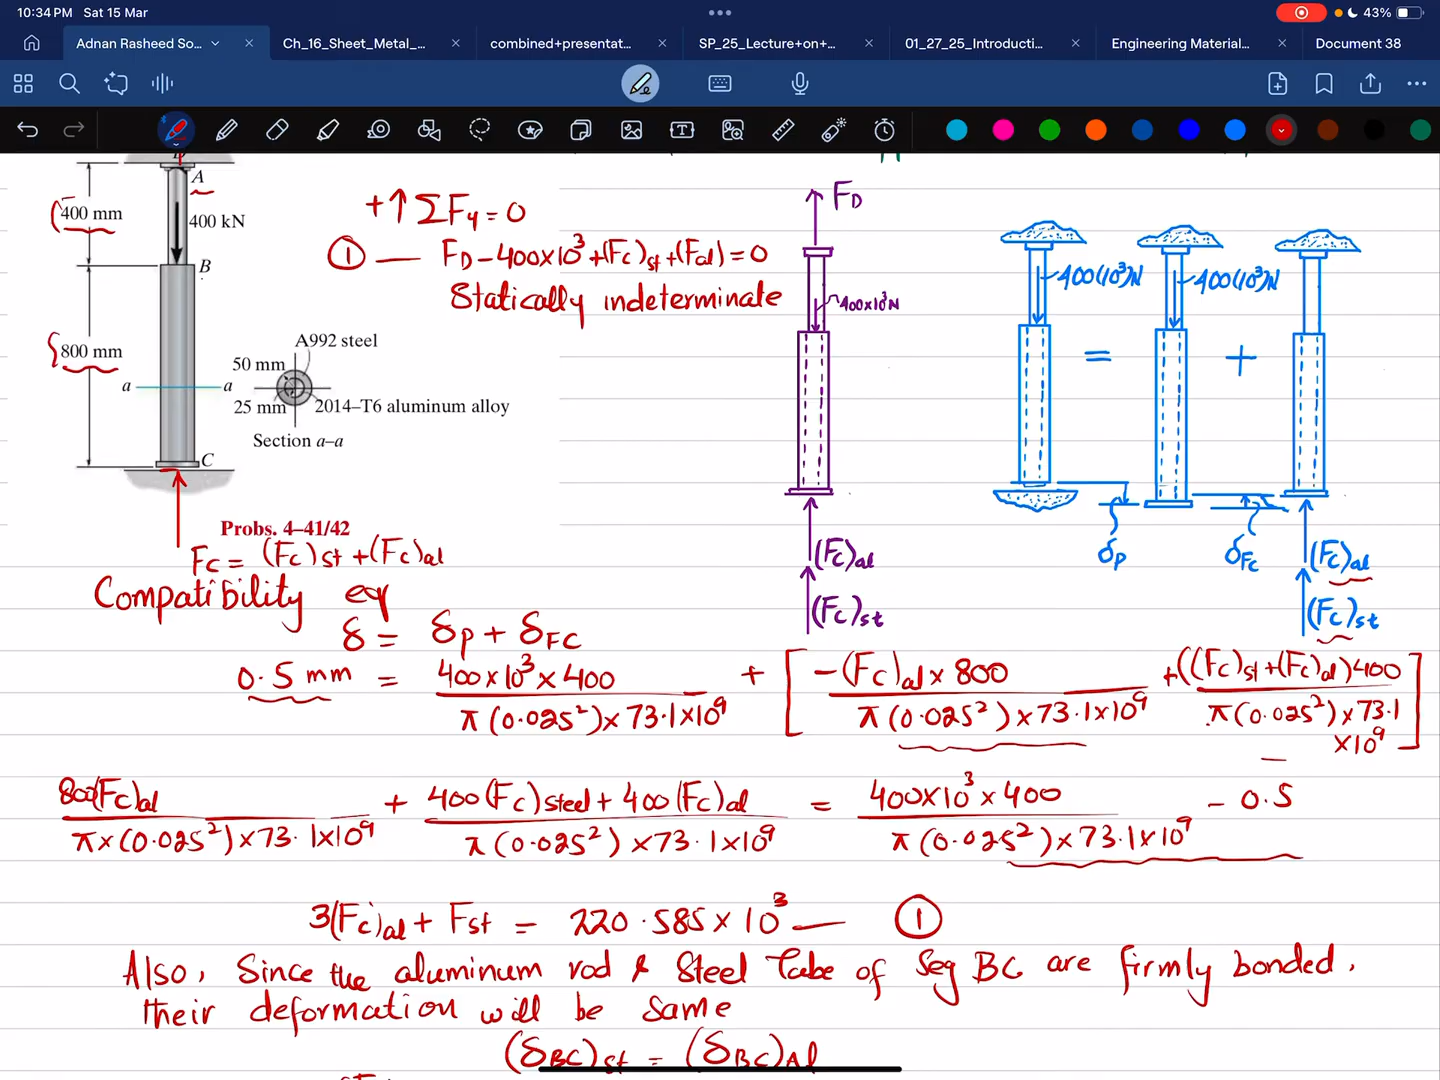 10:34 PM Sat 15 Mar
43%
Adnan Rasheed So... Ch_16_Sheet_Metal_... combined+presentat... SP_25_Lecture+on+... 01_27_25_Introducti... Engineering Material... Document 38
A
400 mm
400 kN
B
800 mm
A992 steel
50 mm
a a
25 mm
2014–T6 aluminum alloy
Section a–a
C
Probs. 4–41/42
Fc = (Fc)st + (Fc)al
+↑ ΣFy = 0
① — FD – 400×10³ + (Fc)st + (Fal) = 0
Statically indeterminate
FD
400×10³N
(Fc)al
(Fc)st
400(10³)N
400(10³)N
= +
δP
δFc
(Fc)al
(Fc)st
Compatibility eq
δ = δP + δFC
0.5 mm = 400×10³×400 / π(0.025²)×73.1×10⁹ + [ –(Fc)al × 800 / π(0.025²)×73.1×10⁹ +((Fc)st+(Fc)al)400 / π(0.025²)×73.1×10⁹ ]
800(Fc)al / π×(0.025²)×73.1×10⁹ + 400(Fc)steel + 400(Fc)al / π(0.025²)×73.1×10⁹ = 400×10³×400 / π(0.025²)×73.1×10⁹ – 0.5
3(Fc)al + Fst = 220.585×10³ — ①
Also, Since the aluminum rod & Steel Tube of Seg BC are firmly bonded,
their deformation will be same
(δBC)st = (δBC)Al